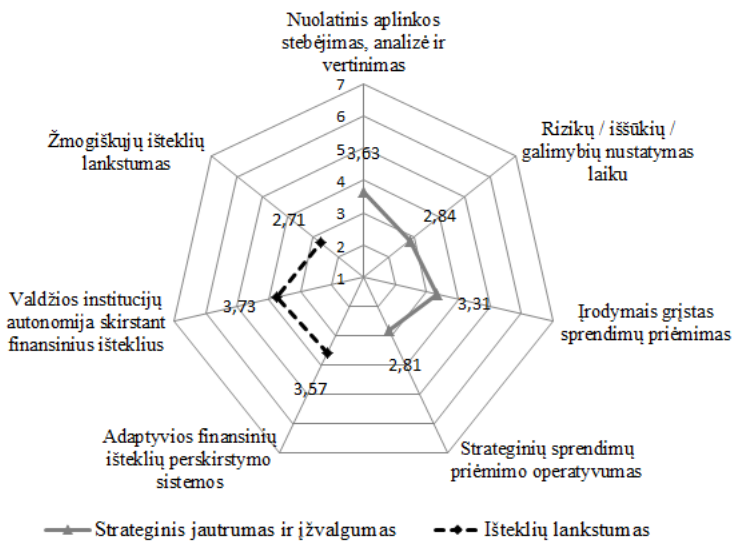 Nuolatinis aplinkos
stebėjimas, analizė ir
vertinimas
7
6
5
4
3
2
1
3,63
Rizikų / iššūkių /
galimybių nustatymas
laiku
2,84
Įrodymais grįstas
sprendimų priėmimas
3,31
Strateginių sprendimų
priėmimo operatyvumas
2,81
Adaptyvios finansinių
išteklių perskirstymo
sistemos
3,57
Valdžios institucijų
autonomija skirstant
finansinius išteklius
3,73
Žmogiškųjų išteklių
lankstumas
2,71
Strateginis jautrumas ir įžvalgumas
Išteklių lankstumas